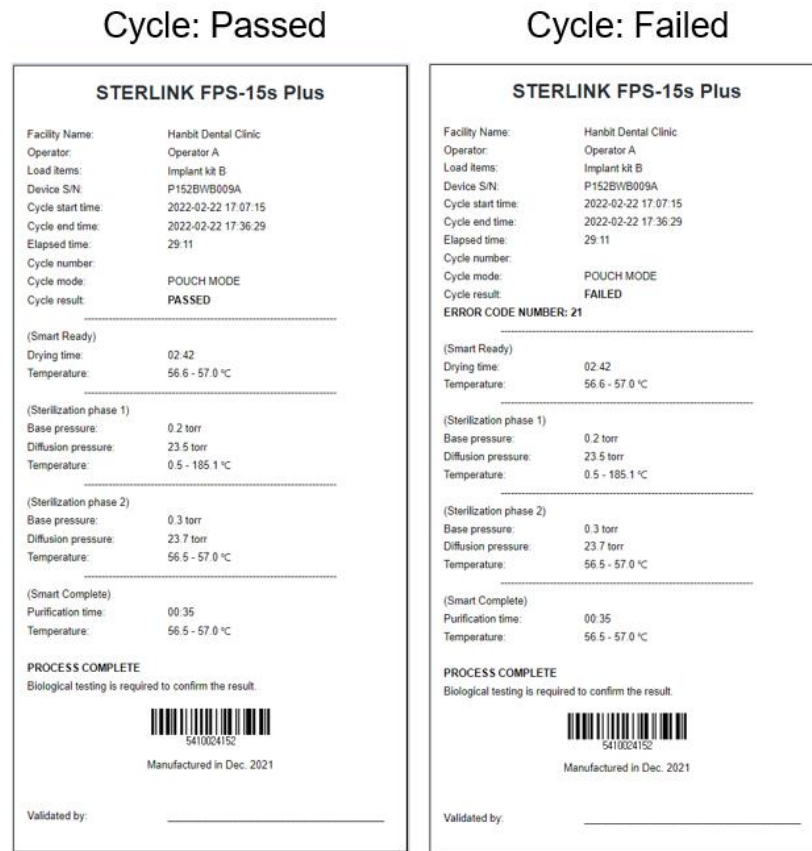 Cycle: Passed
STERLINK FPS-15s Plus
Facility Name: Hanbit Dental Clinic
Operator: Operator A
Load items: Implant kit B
Device S/N: P152BWB009A
Cycle start time: 2022-02-22 17:07:15
Cycle end time: 2022-02-22 17:36:29
Elapsed time: 29:11
Cycle number:
Cycle mode: POUCH MODE
Cycle result: PASSED
(Smart Ready)
Drying time: 02:42
Temperature: 56.6 - 57.0 ℃
(Sterilization phase 1)
Base pressure: 0.2 torr
Diffusion pressure: 23.5 torr
Temperature: 0.5 - 185.1 ℃
(Sterilization phase 2)
Base pressure: 0.3 torr
Diffusion pressure: 23.7 torr
Temperature: 56.5 - 57.0 ℃
(Smart Complete)
Purification time: 00:35
Temperature: 56.5 - 57.0 ℃
PROCESS COMPLETE
Biological testing is required to confirm the result.
5410024152
Manufactured in Dec. 2021
Validated by:
Cycle: Failed
STERLINK FPS-15s Plus
Facility Name: Hanbit Dental Clinic
Operator: Operator A
Load items: Implant kit B
Device S/N: P152BWB009A
Cycle start time: 2022-02-22 17:07:15
Cycle end time: 2022-02-22 17:36:29
Elapsed time: 29:11
Cycle number:
Cycle mode: POUCH MODE
Cycle result: FAILED
ERROR CODE NUMBER: 21
(Smart Ready)
Drying time: 02:42
Temperature: 56.6 - 57.0 ℃
(Sterilization phase 1)
Base pressure: 0.2 torr
Diffusion pressure: 23.5 torr
Temperature: 0.5 - 185.1 ℃
(Sterilization phase 2)
Base pressure: 0.3 torr
Diffusion pressure: 23.7 torr
Temperature: 56.5 - 57.0 ℃
(Smart Complete)
Purification time: 00:35
Temperature: 56.5 - 57.0 ℃
PROCESS COMPLETE
Biological testing is required to confirm the result.
5410024152
Manufactured in Dec. 2021
Validated by: